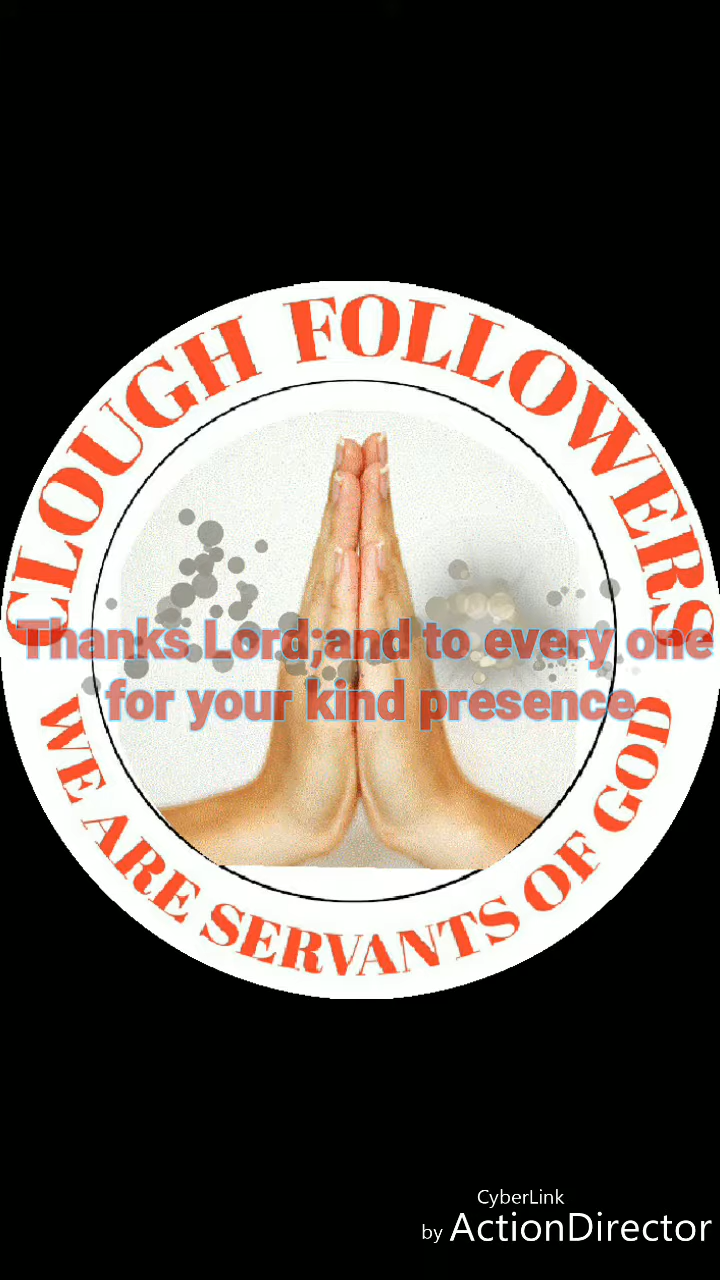 CLOUGH FOLLOWERS
Thanks Lord;and to every one
for your kind presence
WE ARE SERVANTS OF GOD
CyberLink
by ActionDirector